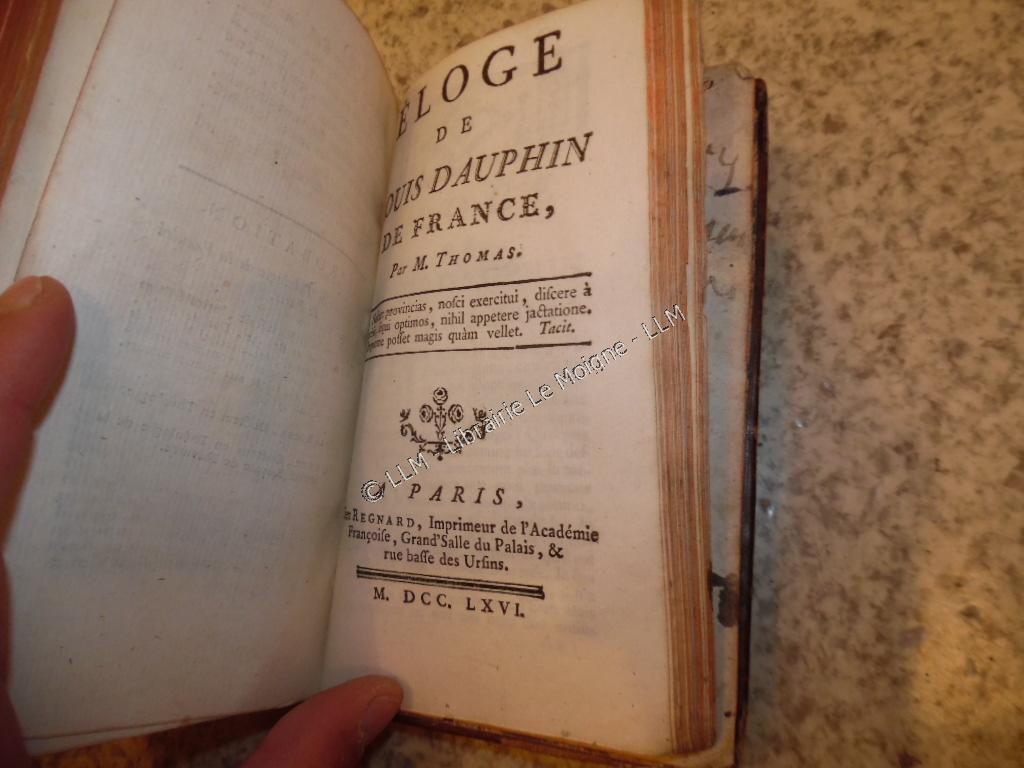 ÉLOGE
DE
LOUIS DAUPHIN
DE FRANCE,
Par M. THOMAS.
provincias, nosci exercitui, discere à
optimos, nihil appetere jactatione.
posset magis quàm vellet. Tacit.
© LLM - Librairie Le Moigne - LLM
PARIS,
REGNARD, Imprimeur de l'Académie
Françoise, Grand'Salle du Palais, &
rue basse des Ursins.
M. DCC. LXVI.